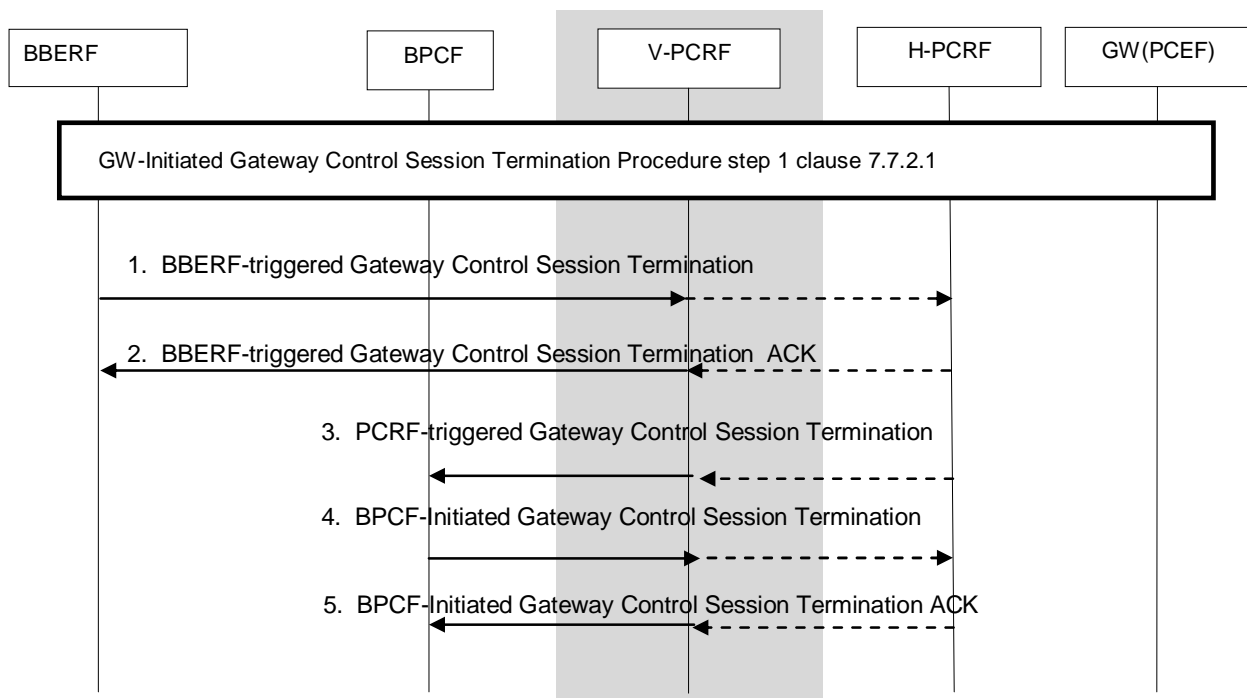 BBERF
BPCF
V-PCRF
H-PCRF
GW(PCEF)
GW-Initiated Gateway Control Session Termination Procedure step 1 clause 7.7.2.1
1. BBERF-triggered Gateway Control Session Termination
2. BBERF-triggered Gateway Control Session Termination ACK
3. PCRF-triggered Gateway Control Session Termination
4. BPCF-Initiated Gateway Control Session Termination
5. BPCF-Initiated Gateway Control Session Termination ACK